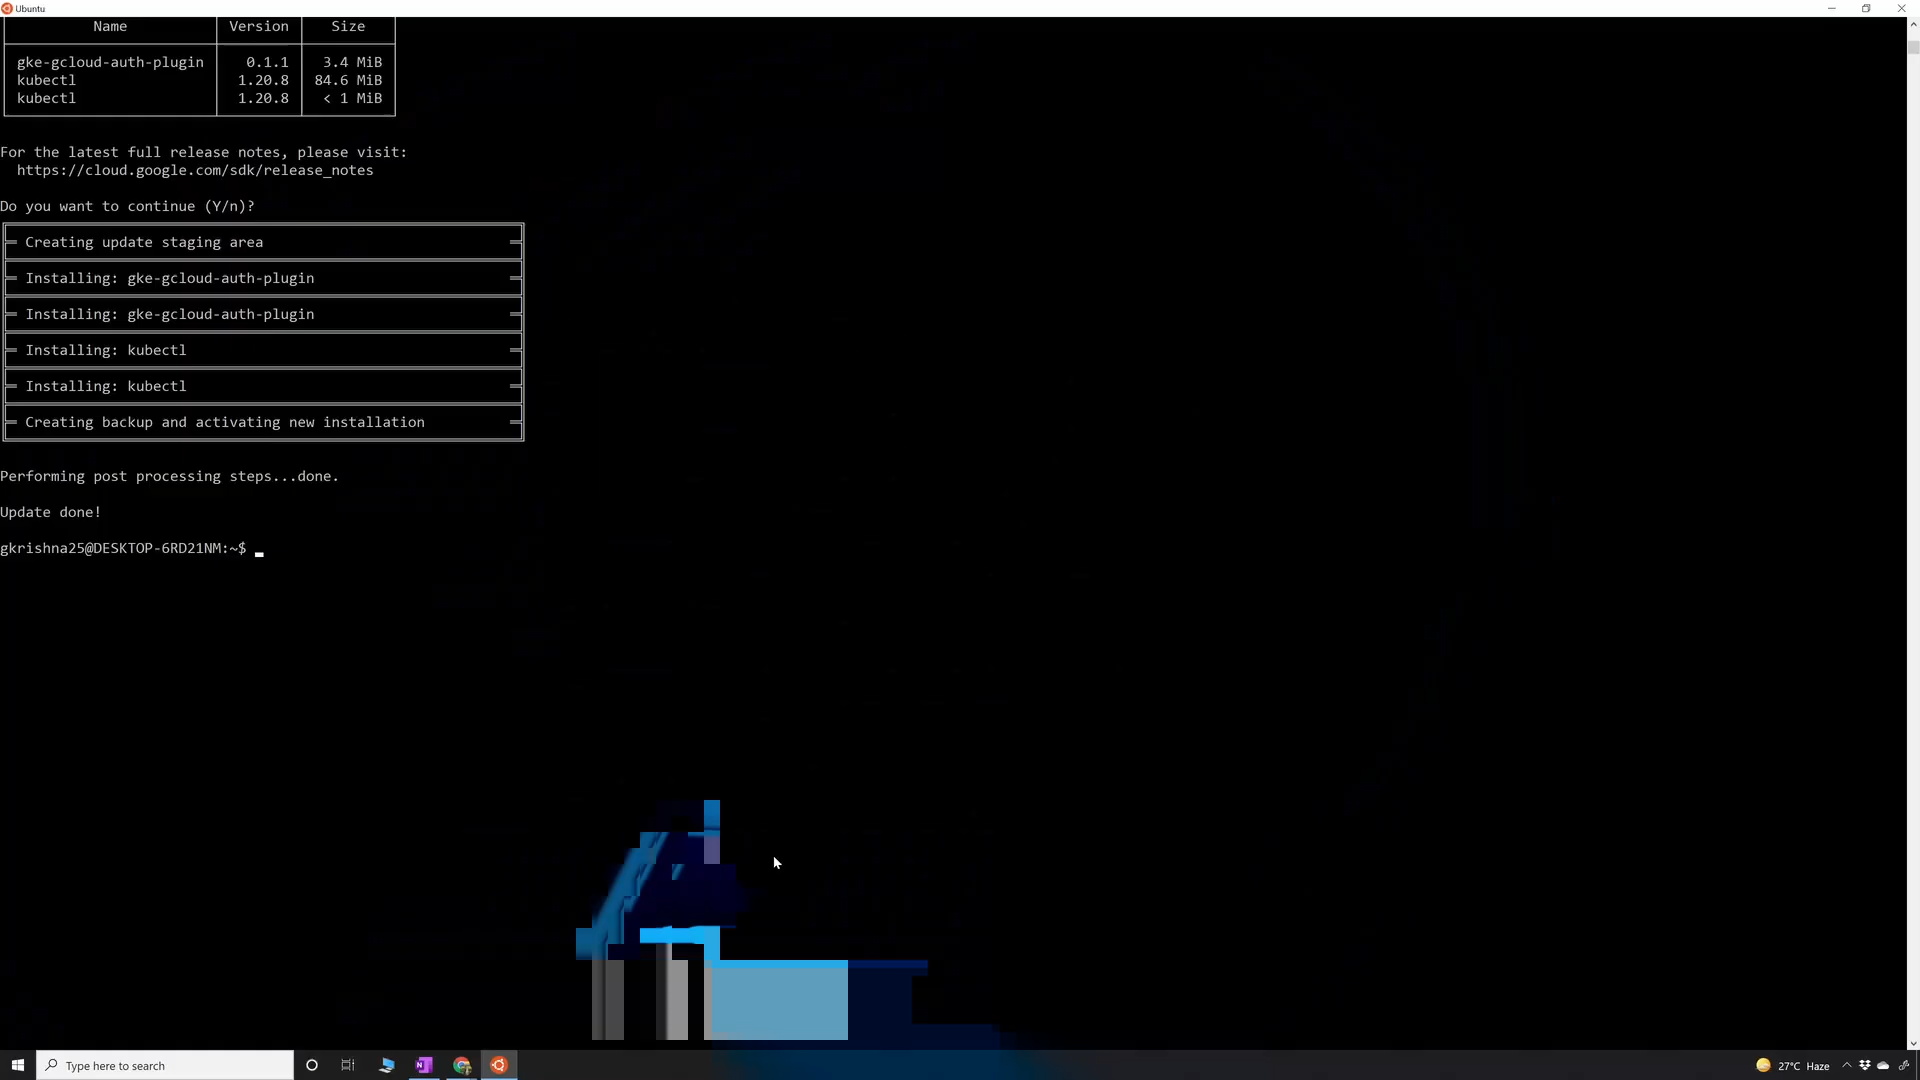 Ubuntu
Name Version Size
gke-gcloud-auth-plugin 0.1.1 3.4 MiB
kubectl 1.20.8 84.6 MiB
kubectl 1.20.8 < 1 MiB
For the latest full release notes, please visit:
https://cloud.google.com/sdk/release_notes
Do you want to continue (Y/n)?
Creating update staging area
Installing: gke-gcloud-auth-plugin
Installing: gke-gcloud-auth-plugin
Installing: kubectl
Installing: kubectl
Creating backup and activating new installation
Performing post processing steps...done.
Update done!
gkrishna25@DESKTOP-6RD21NM:~$
Type here to search
27°C Haze